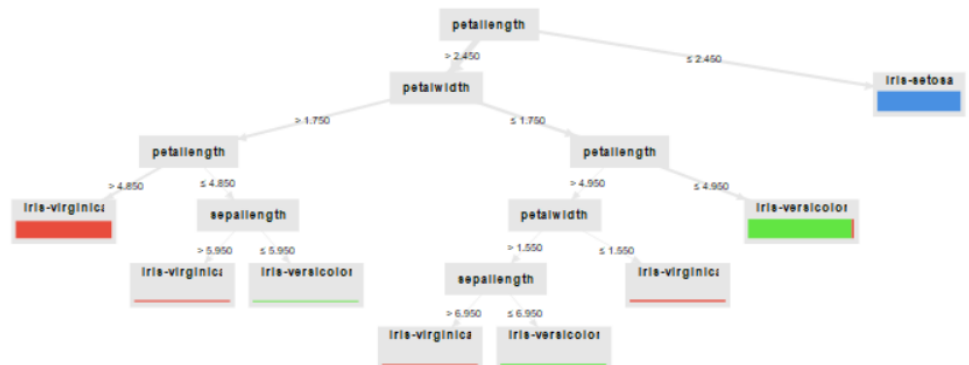 petallength
> 2.450
≤ 2.450
petalwidth
Iris-setosa
> 1.750
≤ 1.750
petallength
petallength
> 4.850
≤ 4.850
> 4.950
≤ 4.950
Iris-virginica
sepallength
petalwidth
Iris-versicolor
> 5.950
≤ 5.950
> 1.550
≤ 1.550
Iris-virginica
Iris-versicolor
sepallength
Iris-virginica
> 6.950
≤ 6.950
Iris-virginica
Iris-versicolor